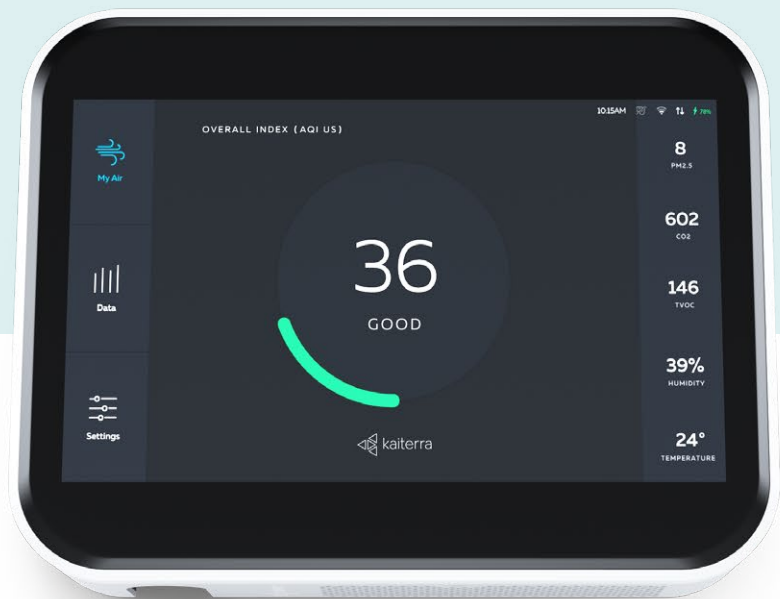 10:15AM 78%
OVERALL INDEX (AQI US)
My Air
Data
Settings
36
GOOD
kaiterra
8
PM2.5
602
CO2
146
TVOC
39%
HUMIDITY
24°
TEMPERATURE